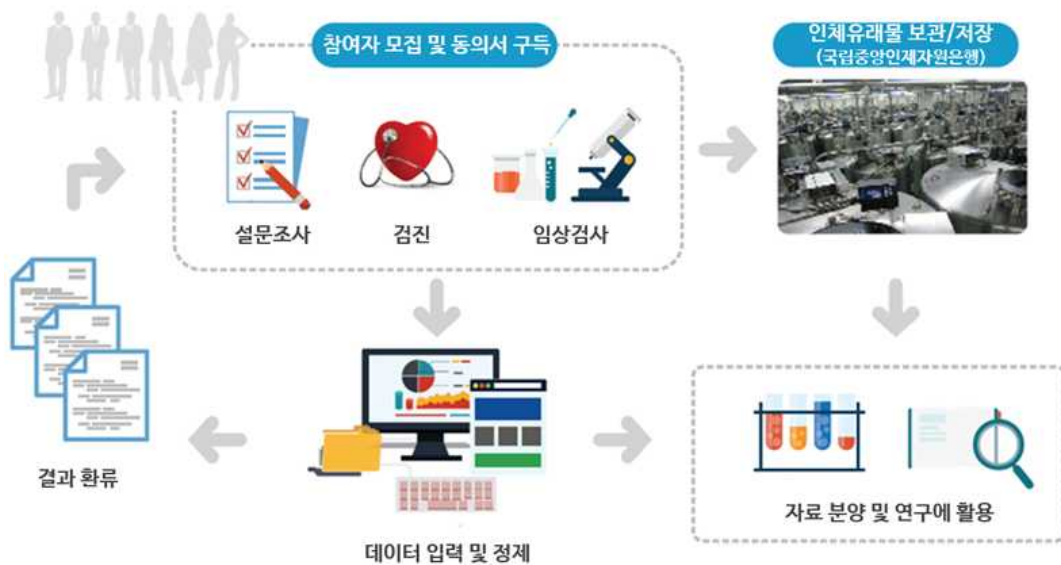 참여자 모집 및 동의서 구득
인체유래물 보관/저장
(국립중앙인체자원은행)
설문조사
검진
임상검사
결과 환류
데이터 입력 및 정제
자료 분양 및 연구에 활용